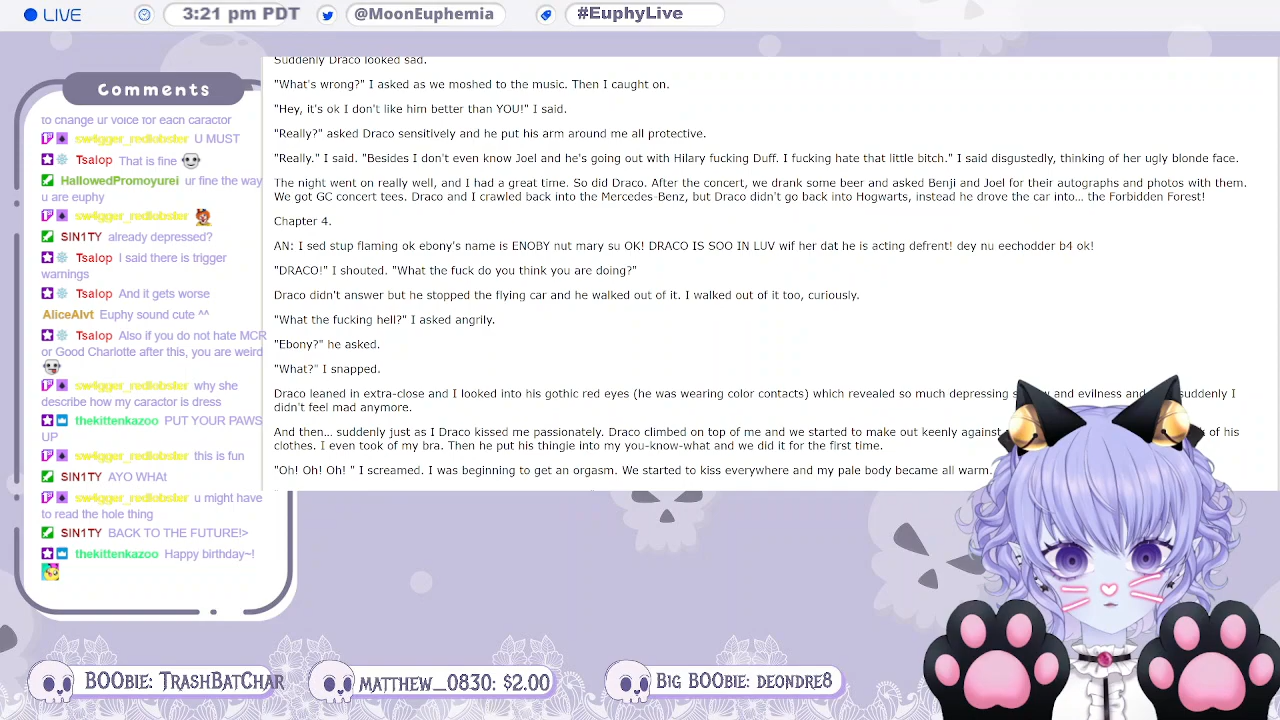 LIVE
3:21 pm PDT
@MoonEuphemia
#EuphyLive
Comments
to change ur voice for each caractor
sw4gger_redlobster U MUST
Tsalop That is fine
HallowedPromoyurei ur fine the way
u are euphy
sw4gger_redlobster
SIN1TY already depressed?
Tsalop I said there is trigger
warnings
Tsalop And it gets worse
AliceAlvt Euphy sound cute ^^
Tsalop Also if you do not hate MCR
or Good Charlotte after this, you are weird
sw4gger_redlobster why she
describe how my caractor is dress
thekittenkazoo PUT YOUR PAWS
UP
sw4gger_redlobster this is fun
SIN1TY AYO WHAt
sw4gger_redlobster u might have
to read the hole thing
SIN1TY BACK TO THE FUTURE!>
thekittenkazoo Happy birthday~!
Suddenly Draco looked sad.
"What's wrong?" I asked as we moshed to the music. Then I caught on.
"Hey, it's ok I don't like him better than YOU!" I said.
"Really?" asked Draco sensitively and he put his arm around me all protective.
"Really." I said. "Besides I don't even know Joel and he's going out with Hilary fucking Duff. I fucking hate that little bitch." I said disgustedly, thinking of her ugly blonde face.
The night went on really well, and I had a great time. So did Draco. After the concert, we drank some beer and asked Benji and Joel for their autographs and photos with them.
We got GC concert tees. Draco and I crawled back into the Mercedes-Benz, but Draco didn't go back into Hogwarts, instead he drove the car into… the Forbidden Forest!
Chapter 4.
AN: I sed stup flaming ok ebony's name is ENOBY nut mary su OK! DRACO IS SOO IN LUV wif her dat he is acting defrent! dey nu eechodder b4 ok!
"DRACO!" I shouted. "What the fuck do you think you are doing?"
Draco didn't answer but he stopped the flying car and he walked out of it. I walked out of it too, curiously.
"What the fucking hell?" I asked angrily.
"Ebony?" he asked.
"What?" I snapped.
Draco leaned in extra-close and I looked into his gothic red eyes (he was wearing color contacts) which revealed so much depressing and evilness and suddenly I
didn't feel mad anymore.
And then… suddenly just as I Draco kissed me passionately. Draco climbed on top of me and we started to make out keenly against of his
clothes. I even took of my bra. Then he put his thingie into my you-know-what and we did it for the first time.
"Oh! Oh! Oh! " I screamed. I was beginning to get an orgasm. We started to kiss everywhere and my pale body became all warm.
BOObie: TrashBatChar
matthew_0830: $2.00
Big BOObie: deondre8